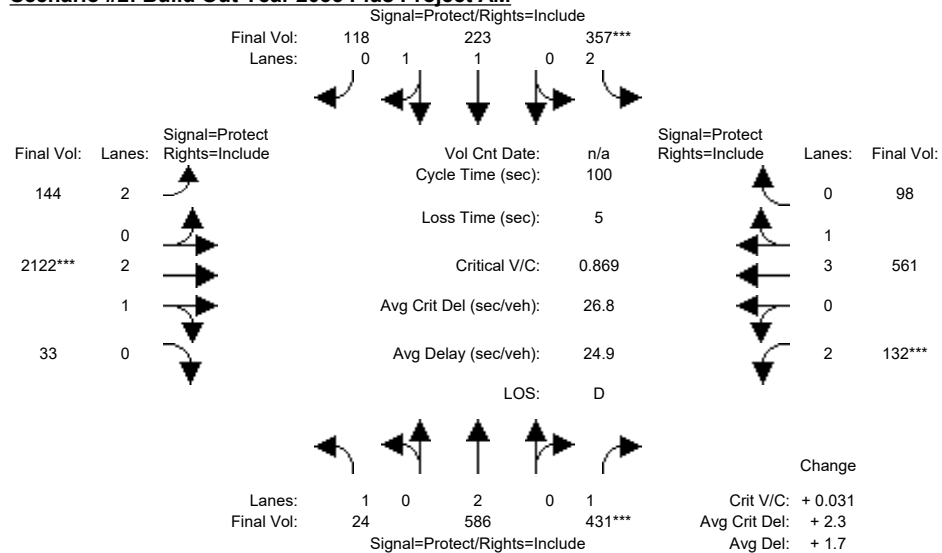 Scenario #2: Build Out Year 2030 Plus Project AM
Signal=Protect/Rights=Include
Final Vol: 118 223 357***
Lanes: 0 1 1 0 2
Signal=Protect
Final Vol: Lanes: Rights=Include
Vol Cnt Date: n/a
Signal=Protect
Rights=Include Lanes: Final Vol:
Cycle Time (sec): 100
144 2
0 98
Loss Time (sec): 5
0
1
2122*** 2
Critical V/C: 0.869
3 561
1
Avg Crit Del (sec/veh): 26.8
0
33 0
Avg Delay (sec/veh): 24.9
2 132***
LOS: D
Lanes: 1 0 2 0 1
Final Vol: 24 586 431***
Signal=Protect/Rights=Include
Change
Crit V/C: + 0.031
Avg Crit Del: + 2.3
Avg Del: + 1.7